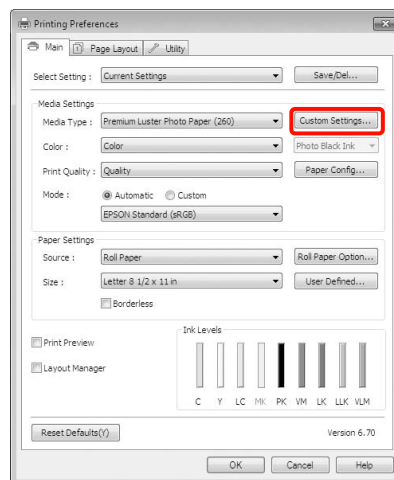 Printing Preferences
Main Page Layout Utility
Select Setting : Current Settings Save/Del...
Media Settings
Media Type : Premium Luster Photo Paper (260) Custom Settings...
Color : Color Photo Black Ink
Print Quality : Quality Paper Config...
Mode : Automatic Custom
EPSON Standard (sRGB)
Paper Settings
Source : Roll Paper Roll Paper Option...
Size : Letter 8 1/2 x 11 in User Defined...
Borderless
Ink Levels
Print Preview
Layout Manager
C Y LC MK PK VM LK LLK VLM
Reset Defaults(Y) Version 6.70
OK Cancel Help